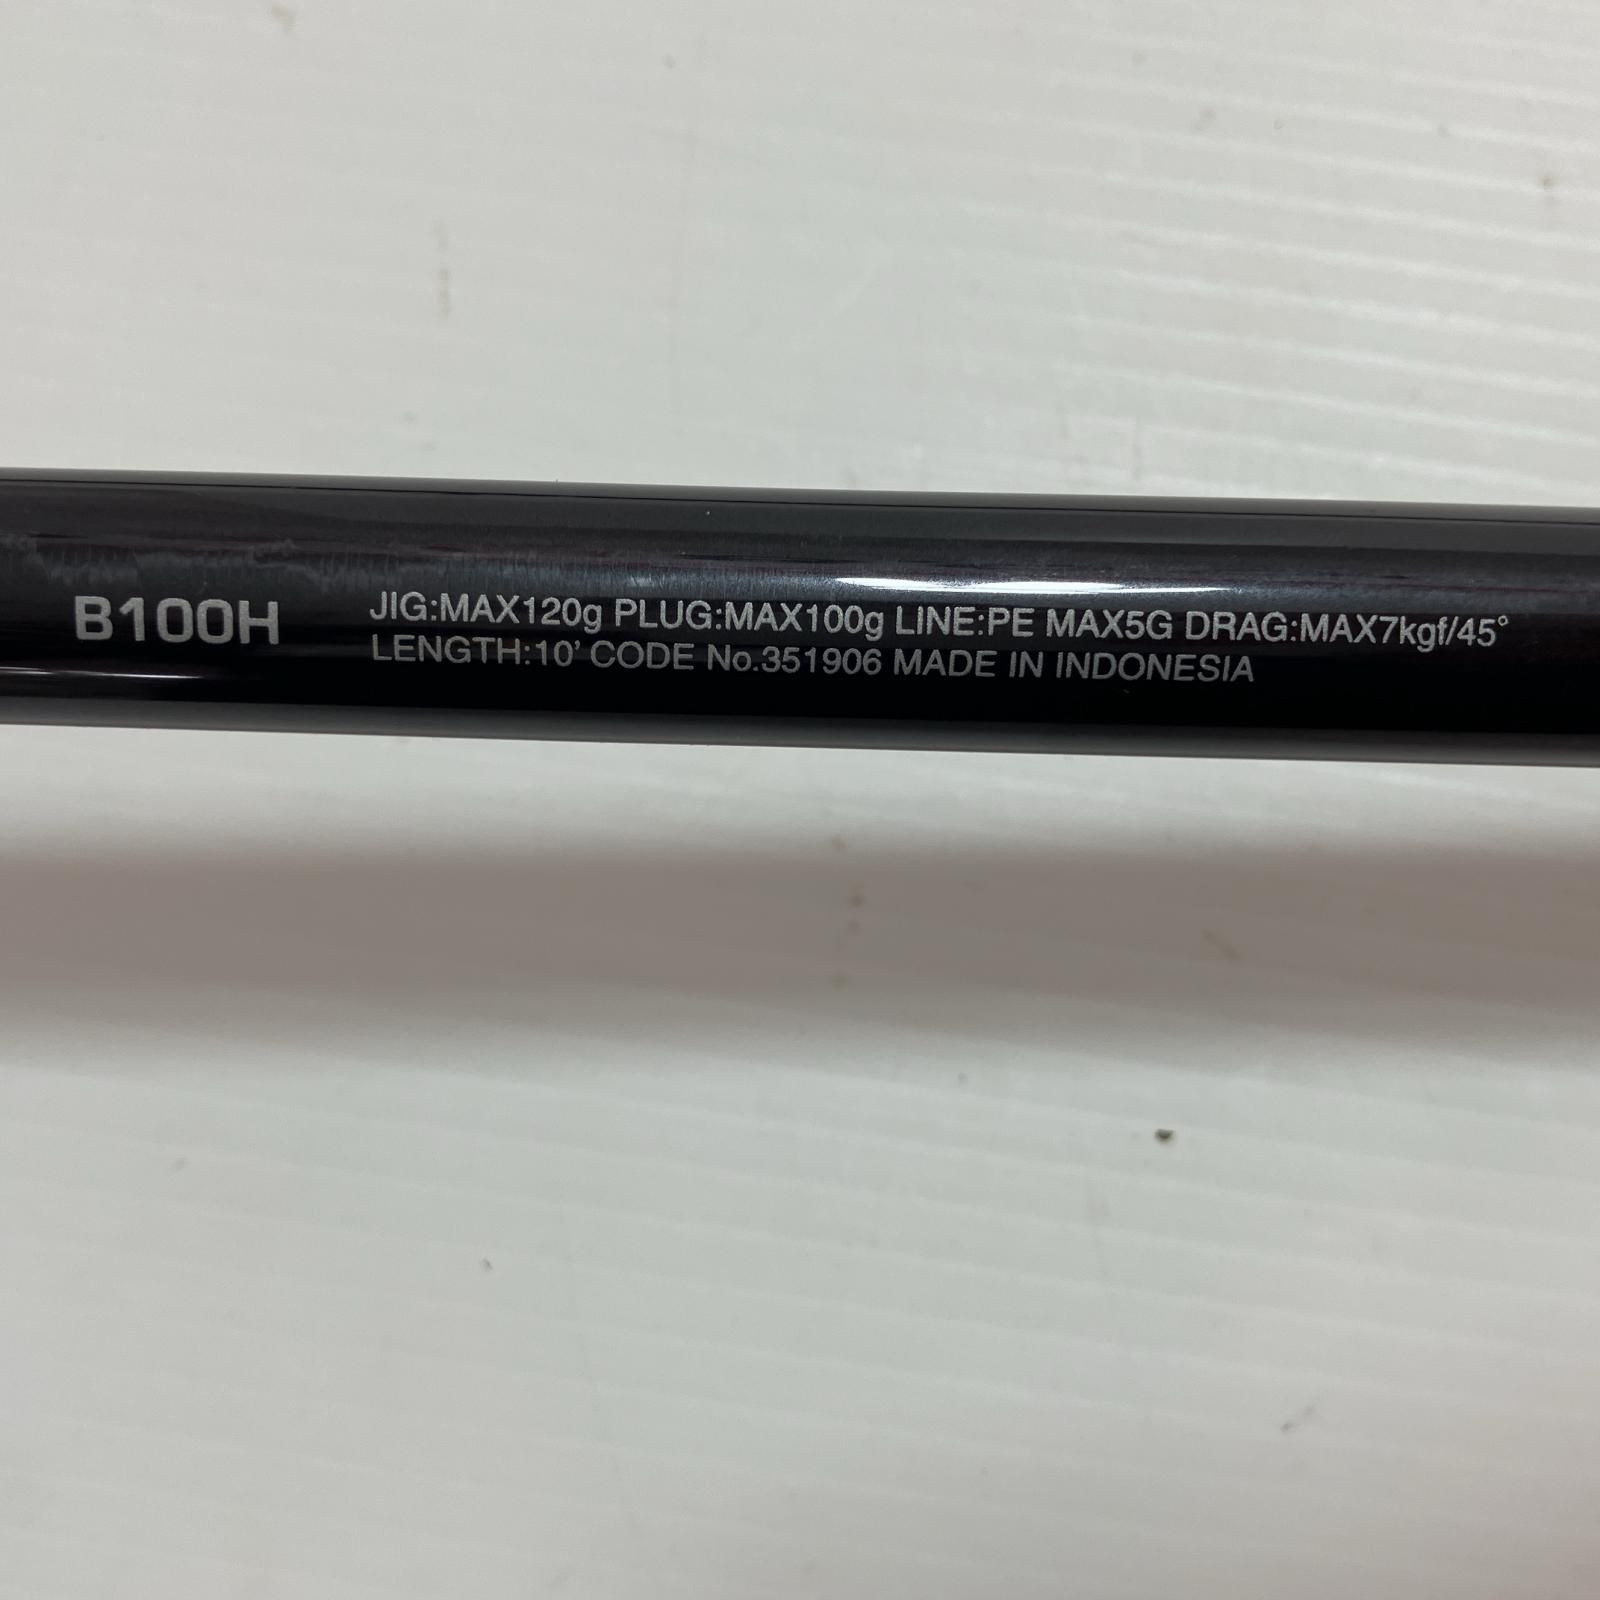 B100H
JIG:MAX120g PLUG:MAX100g LINE:PE MAX5G DRAG:MAX7kgf/45°
LENGTH:10' CODE No.351906 MADE IN INDONESIA